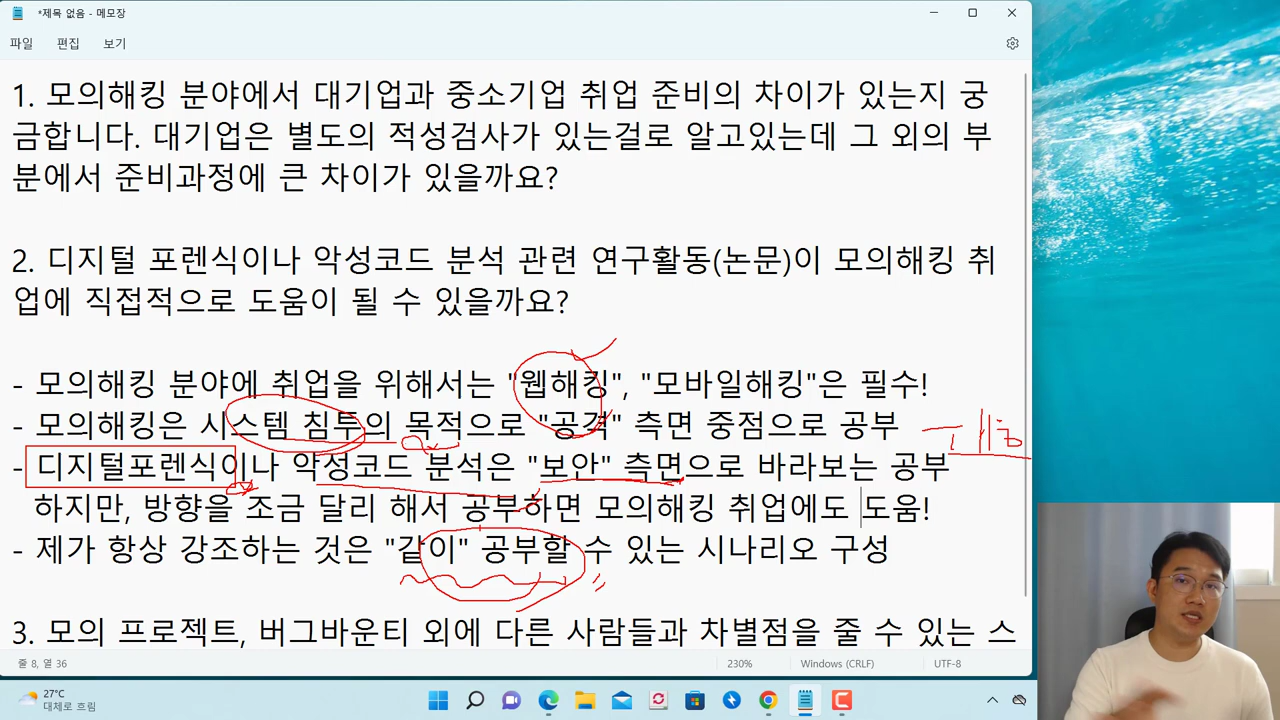 *제목 없음 - 메모장
파일 편집 보기
1. 모의해킹 분야에서 대기업과 중소기업 취업 준비의 차이가 있는지 궁
금합니다. 대기업은 별도의 적성검사가 있는걸로 알고있는데 그 외의 부
분에서 준비과정에 큰 차이가 있을까요?
2. 디지털 포렌식이나 악성코드 분석 관련 연구활동(논문)이 모의해킹 취
업에 직접적으로 도움이 될 수 있을까요?
- 모의해킹 분야에 취업을 위해서는 "웹해킹", "모바일해킹"은 필수!
- 모의해킹은 시스템 침투의 목적으로 "공격" 측면 중점으로 공부
- 디지털포렌식이나 악성코드 분석은 "보안" 측면으로 바라보는 공부
하지만, 방향을 조금 달리 해서 공부하면 모의해킹 취업에도 도움!
- 제가 항상 강조하는 것은 "같이" 공부할 수 있는 시나리오 구성
3. 모의 프로젝트, 버그바운티 외에 다른 사람들과 차별점을 줄 수 있는 스
줄 8, 열 36 230% Windows (CRLF) UTF-8
27°C
대체로 흐림